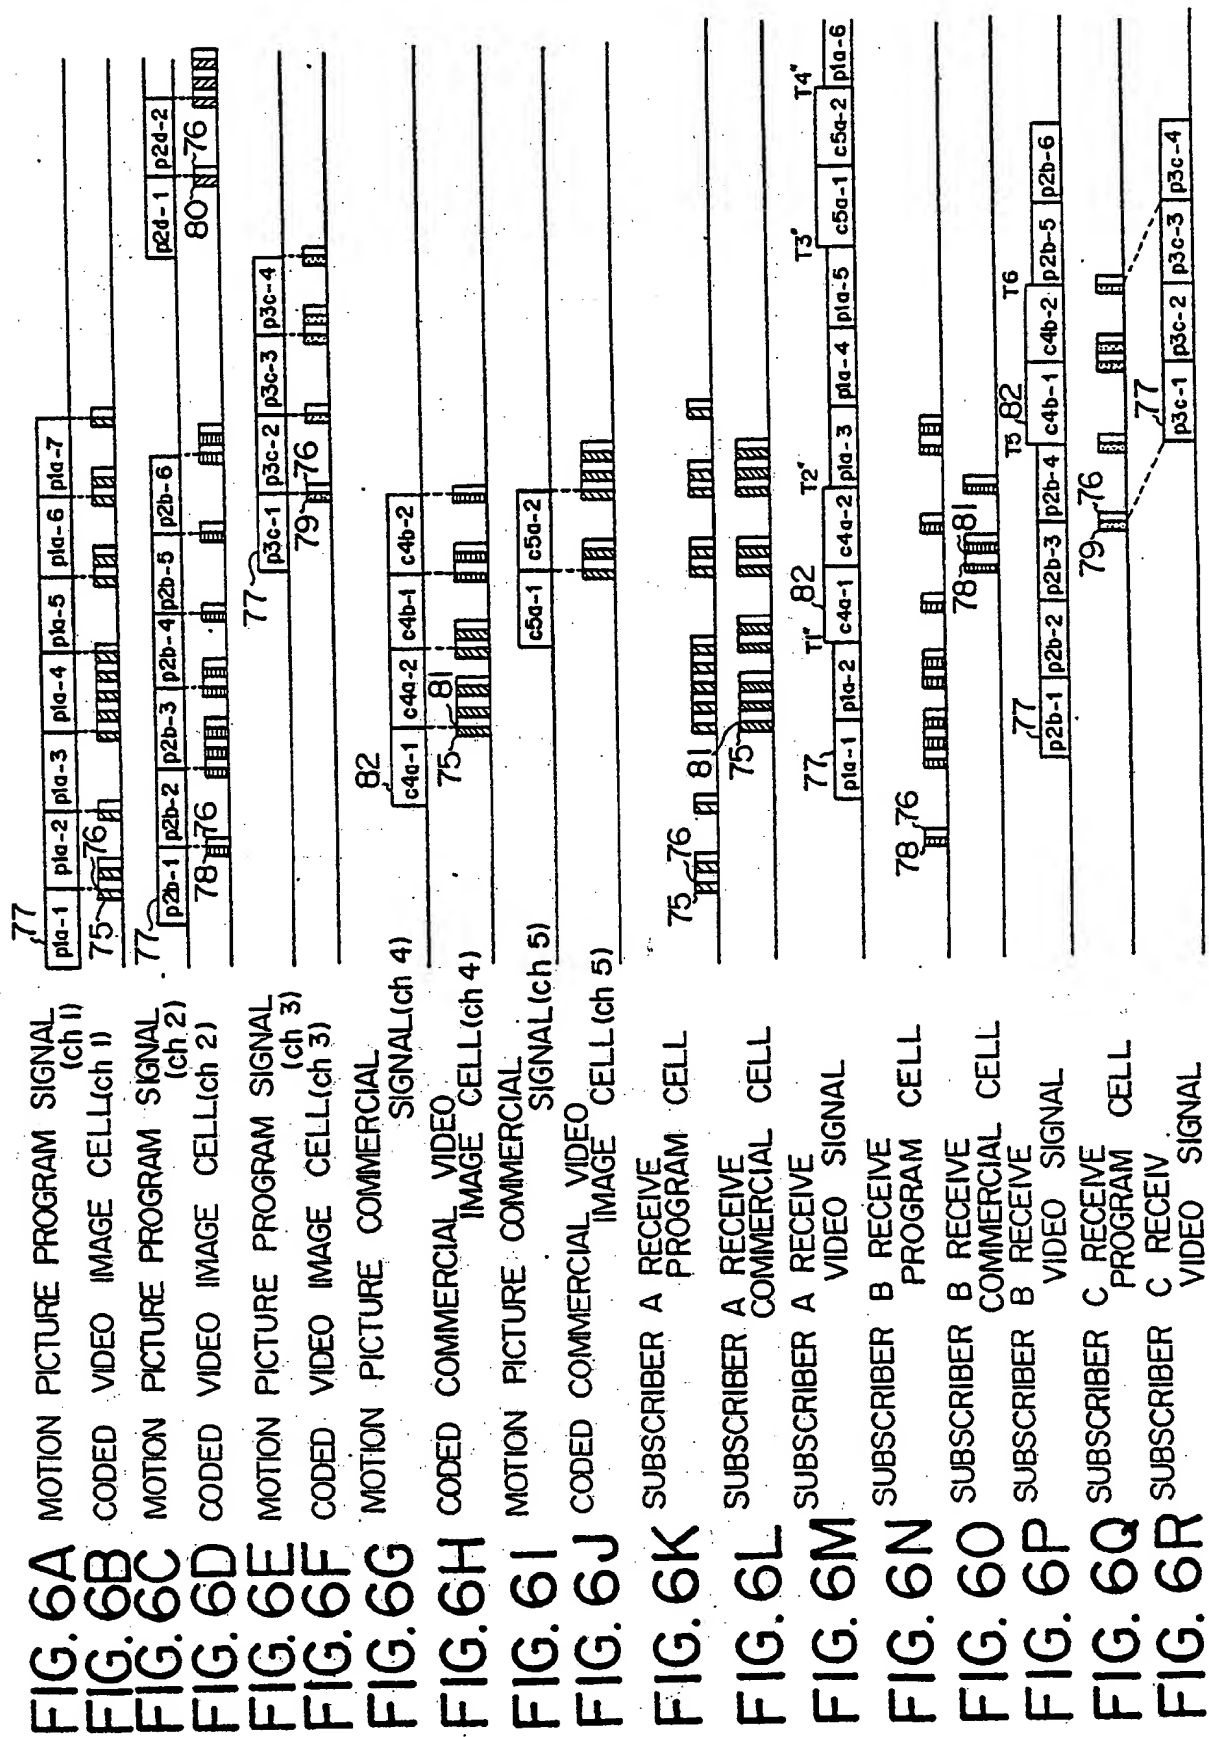 FIG. 6A MOTION PICTURE PROGRAM SIGNAL (ch 1)
77
p1a-1 p1a-2 p1a-3 p1a-4 p1a-5 p1a-6 p1a-7
FIG. 6B CODED VIDEO IMAGE CELL(ch 1)
75 76
FIG. 6C MOTION PICTURE PROGRAM SIGNAL (ch 2)
77
p2b-1 p2b-2 p2b-3 p2b-4 p2b-5 p2b-6 p2d-1 p2d-2
FIG. 6D CODED VIDEO IMAGE CELL(ch 2)
78 76 80 76
FIG. 6E MOTION PICTURE PROGRAM SIGNAL (ch 3)
77
p3c-1 p3c-2 p3c-3 p3c-4
FIG. 6F CODED VIDEO IMAGE CELL(ch 3)
79 76
FIG. 6G MOTION PICTURE COMMERCIAL SIGNAL(ch 4)
82
c4a-1 c4a-2 c4b-1 c4b-2
FIG. 6H CODED COMMERCIAL VIDEO IMAGE CELL(ch 4)
75 81
FIG. 6I MOTION PICTURE COMMERCIAL SIGNAL(ch 5)
c5a-1 c5a-2
FIG. 6J CODED COMMERCIAL VIDEO IMAGE CELL(ch 5)
FIG. 6K SUBSCRIBER A RECEIVE PROGRAM CELL
75 76 81
FIG. 6L SUBSCRIBER A RECEIVE COMMERCIAL CELL
75
FIG. 6M SUBSCRIBER A RECEIVE VIDEO SIGNAL
77 T1" 82 T2" T3" T4"
p1a-1 p1a-2 c4a-1 c4a-2 p1a-3 p1a-4 p1a-5 c5a-1 c5a-2 p1a-6
FIG. 6N SUBSCRIBER B RECEIVE PROGRAM CELL
78 76
FIG. 6O SUBSCRIBER B RECEIVE COMMERCIAL CELL
78 81
FIG. 6P SUBSCRIBER B RECEIVE VIDEO SIGNAL
77 T5 82 T6
p2b-1 p2b-2 p2b-3 p2b-4 c4b-1 c4b-2 p2b-5 p2b-6
FIG. 6Q SUBSCRIBER C RECEIVE PROGRAM CELL
79 76
FIG. 6R SUBSCRIBER C RECEIV VIDEO SIGNAL
77
p3c-1 p3c-2 p3c-3 p3c-4